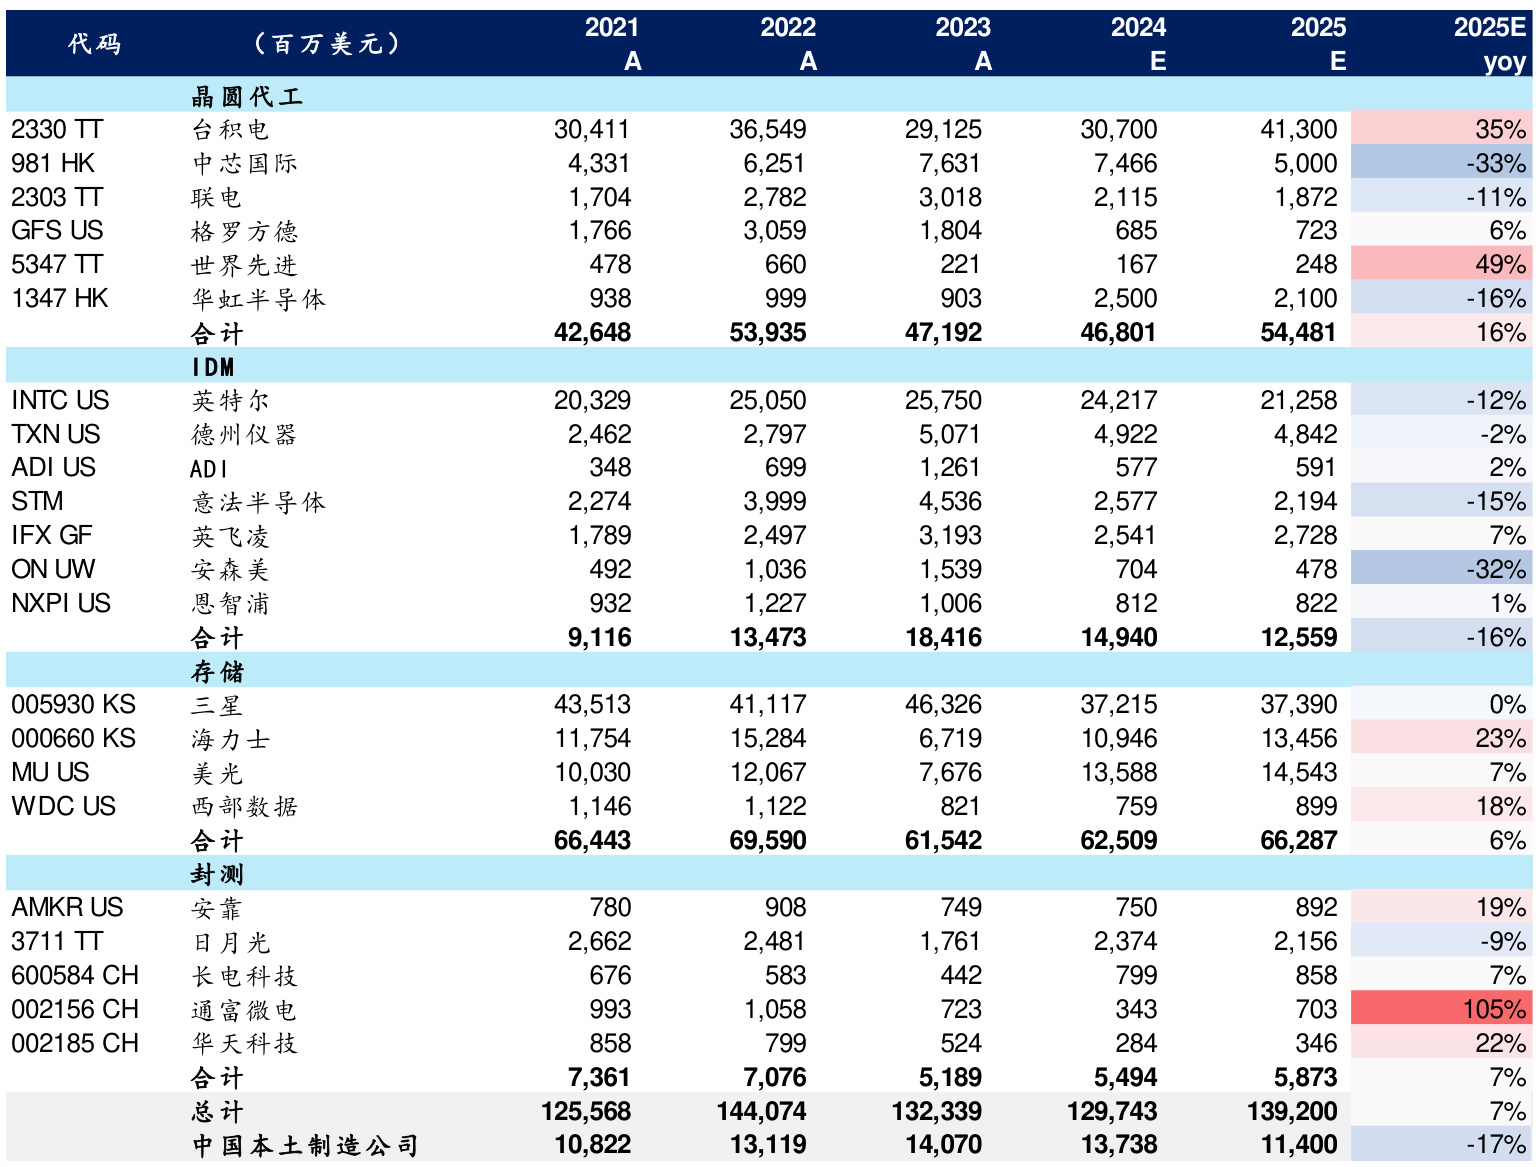 代码 （百万美元） 2021 A 2022 A 2023 A 2024 E 2025 E 2025E yoy
晶圆代工
2330 TT 台积电 30,411 36,549 29,125 30,700 41,300 35%
981 HK 中芯国际 4,331 6,251 7,631 7,466 5,000 -33%
2303 TT 联电 1,704 2,782 3,018 2,115 1,872 -11%
GFS US 格罗方德 1,766 3,059 1,804 685 723 6%
5347 TT 世界先进 478 660 221 167 248 49%
1347 HK 华虹半导体 938 999 903 2,500 2,100 -16%
合计 42,648 53,935 47,192 46,801 54,481 16%
IDM
INTC US 英特尔 20,329 25,050 25,750 24,217 21,258 -12%
TXN US 德州仪器 2,462 2,797 5,071 4,922 4,842 -2%
ADI US ADI 348 699 1,261 577 591 2%
STM 意法半导体 2,274 3,999 4,536 2,577 2,194 -15%
IFX GF 英飞凌 1,789 2,497 3,193 2,541 2,728 7%
ON UW 安森美 492 1,036 1,539 704 478 -32%
NXPI US 恩智浦 932 1,227 1,006 812 822 1%
合计 9,116 13,473 18,416 14,940 12,559 -16%
存储
005930 KS 三星 43,513 41,117 46,326 37,215 37,390 0%
000660 KS 海力士 11,754 15,284 6,719 10,946 13,456 23%
MU US 美光 10,030 12,067 7,676 13,588 14,543 7%
WDC US 西部数据 1,146 1,122 821 759 899 18%
合计 66,443 69,590 61,542 62,509 66,287 6%
封测
AMKR US 安靠 780 908 749 750 892 19%
3711 TT 日月光 2,662 2,481 1,761 2,374 2,156 -9%
600584 CH 长电科技 676 583 442 799 858 7%
002156 CH 通富微电 993 1,058 723 343 703 105%
002185 CH 华天科技 858 799 524 284 346 22%
合计 7,361 7,076 5,189 5,494 5,873 7%
总计 125,568 144,074 132,339 129,743 139,200 7%
中国本土制造公司 10,822 13,119 14,070 13,738 11,400 -17%